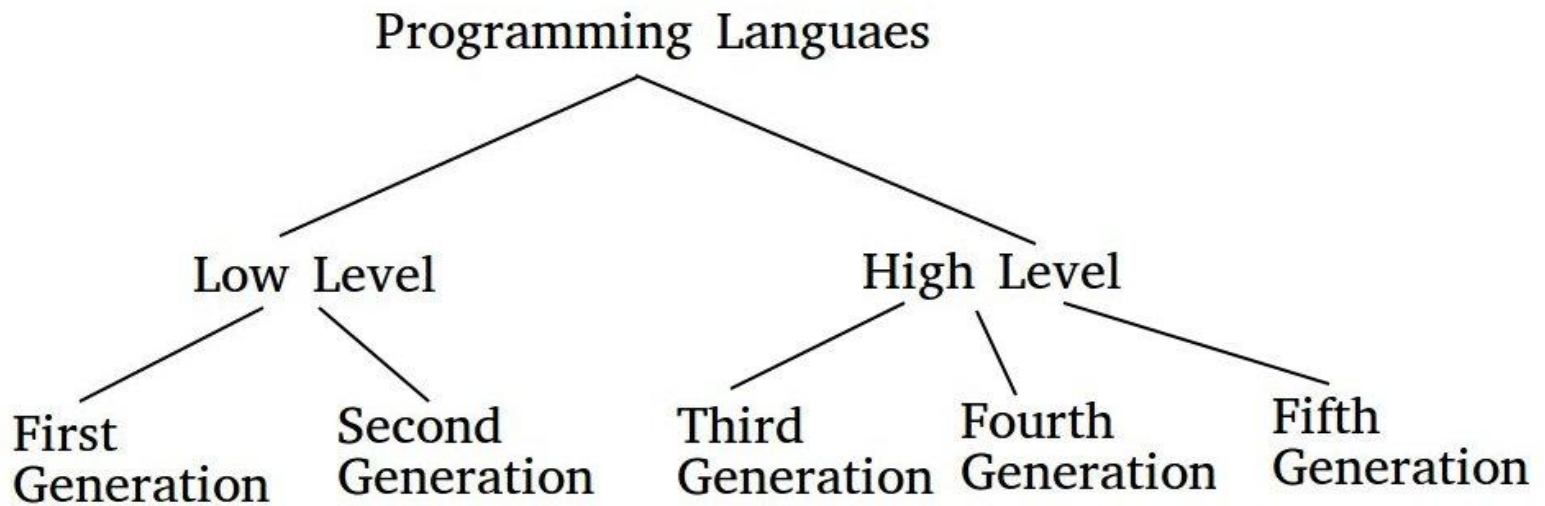 Programming Languaes
Low Level
High Level
First
Generation
Second
Generation
Third
Generation
Fourth
Generation
Fifth
Generation